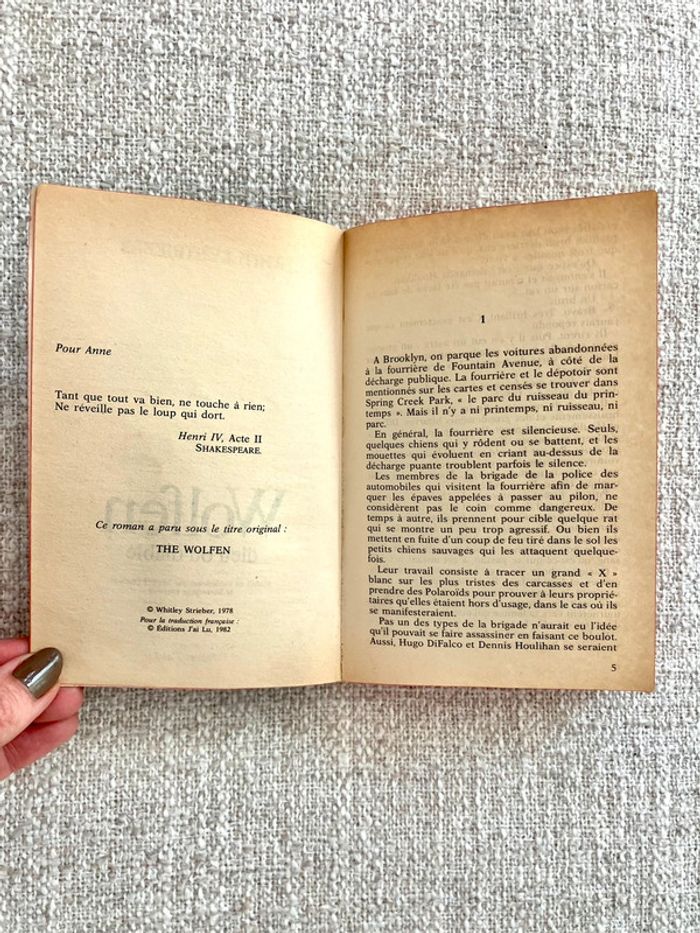 Pour Anne
Tant que tout va bien, ne touche à rien;
Ne réveille pas le loup qui dort.
Henri IV, Acte II
SHAKESPEARE.
Ce roman a paru sous le titre original :
THE WOLFEN
© Whitley Strieber, 1978
Pour la traduction française :
© Éditions J'ai Lu, 1982
1
A Brooklyn, on parque les voitures abandonnées
à la fourrière de Fountain Avenue, à côté de la
décharge publique. La fourrière et le dépotoir sont
mentionnés sur les cartes et censés se trouver dans
Spring Creek Park, « le parc du ruisseau du prin-
temps ». Mais il n'y a ni printemps, ni ruisseau, ni
parc.
En général, la fourrière est silencieuse. Seuls,
quelques chiens qui y rôdent ou se battent, et les
mouettes qui évoluent en criant au-dessus de la
décharge puante troublent parfois le silence.
Les membres de la brigade de la police des
automobiles qui visitent la fourrière afin de mar-
quer les épaves appelées à passer au pilon, ne
considèrent pas le coin comme dangereux. De
temps à autre, ils prennent pour cible quelque rat
qui se montre un peu trop agressif. Ou bien ils
mettent en fuite d'un coup de feu tiré dans le sol les
petits chiens sauvages qui les attaquent quelque-
fois.
Leur travail consiste à tracer un grand « X »
blanc sur les plus tristes des carcasses et d'en
prendre des Polaroïds pour prouver à leurs proprié-
taires qu'elles étaient hors d'usage, dans le cas où ils
se manifesteraient.
Pas un des types de la brigade n'aurait eu l'idée
qu'il pouvait se faire assassiner en faisant ce boulot.
Aussi, Hugo DiFalco et Dennis Houlihan se seraient
5
Wolfen